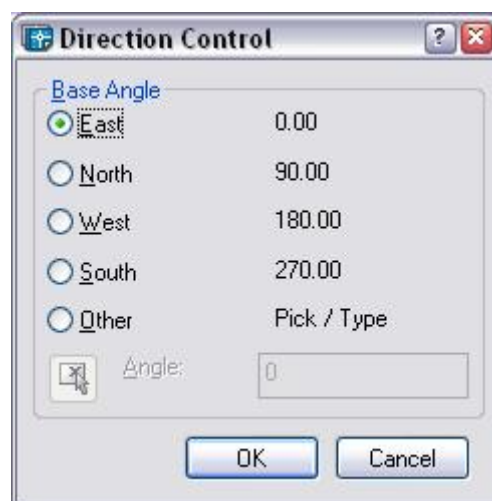 Direction Control
Base Angle
East 0.00
North 90.00
West 180.00
South 270.00
Other Pick / Type
Angle: 0
OK Cancel